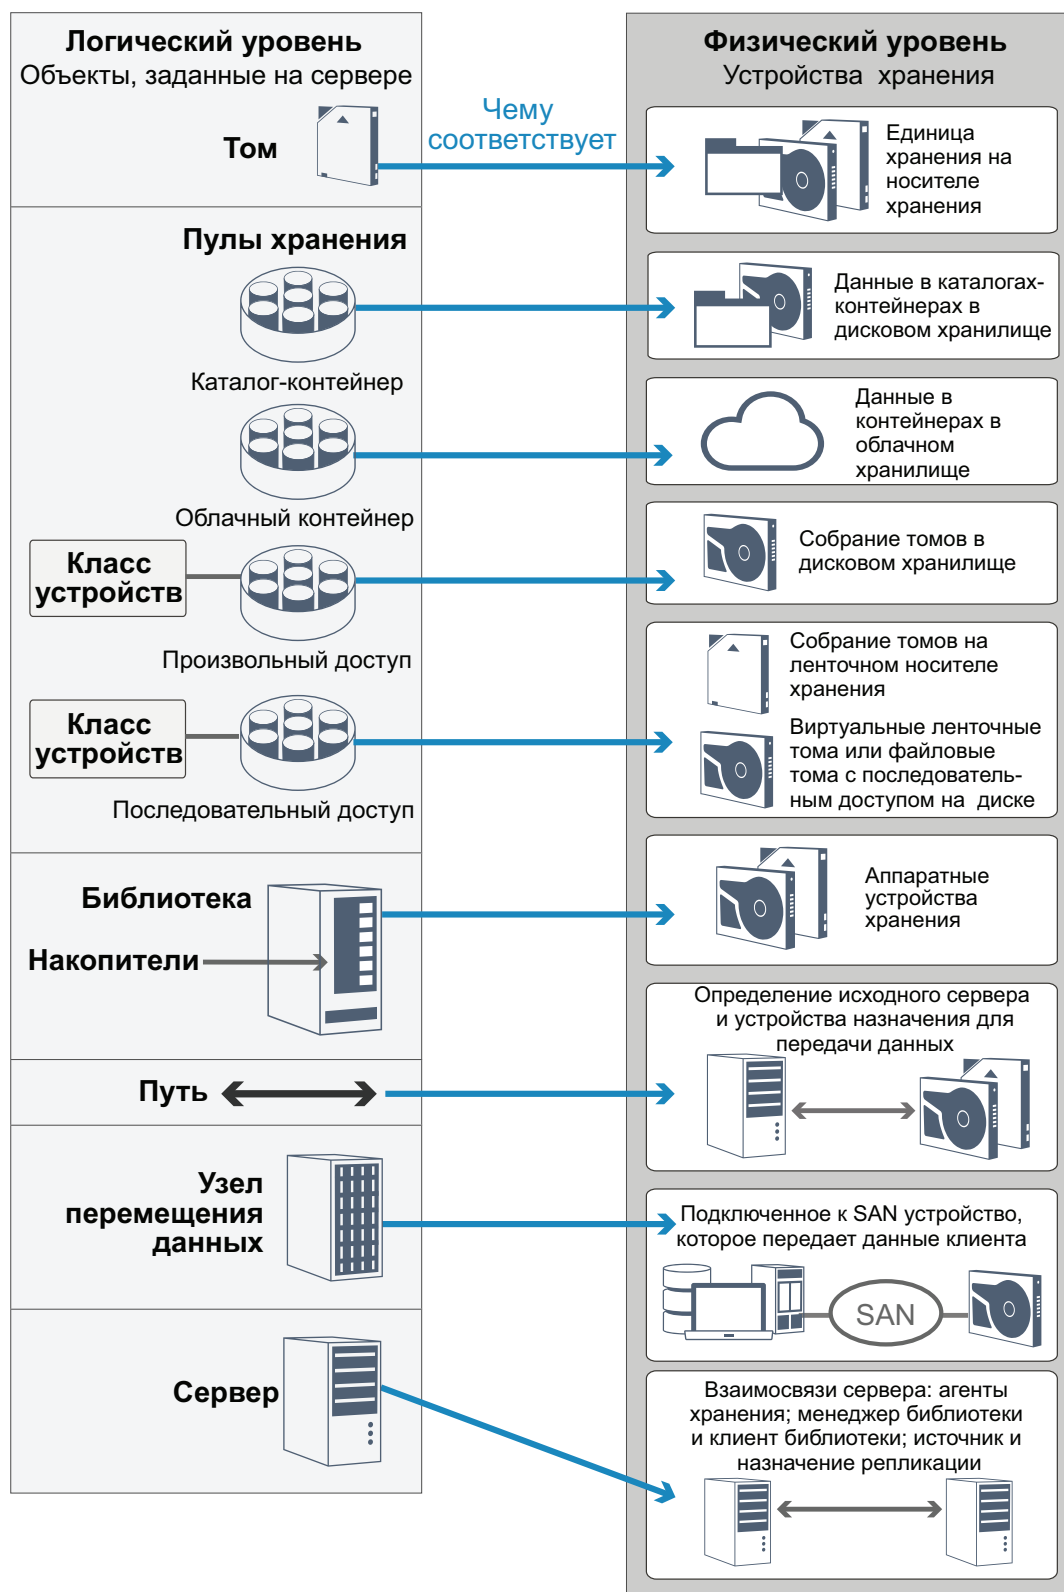 Логический уровень
Объекты, заданные на сервере
Физический уровень
Устройства хранения
Чему
соответствует
Том
Единица
хранения на
носителе
хранения
Пулы хранения
Каталог-контейнер
Данные в каталогах-
контейнерах в
дисковом хранилище
Облачный контейнер
Данные в
контейнерах в
облачном
хранилище
Класс
устройств
Произвольный доступ
Собрание томов в
дисковом хранилище
Класс
устройств
Последовательный доступ
Собрание томов на
ленточном носителе
хранения
Виртуальные ленточные
тома или файловые
тома с последователь-
ным доступом на диске
Библиотека
Накопители
Аппаратные
устройства
хранения
Путь
Определение исходного сервера
и устройства назначения для
передачи данных
Узел
перемещения
данных
Подключенное к SAN устройство,
которое передает данные клиента
SAN
Сервер
Взаимосвязи сервера: агенты
хранения; менеджер библиотеки
и клиент библиотеки; источник и
назначение репликации